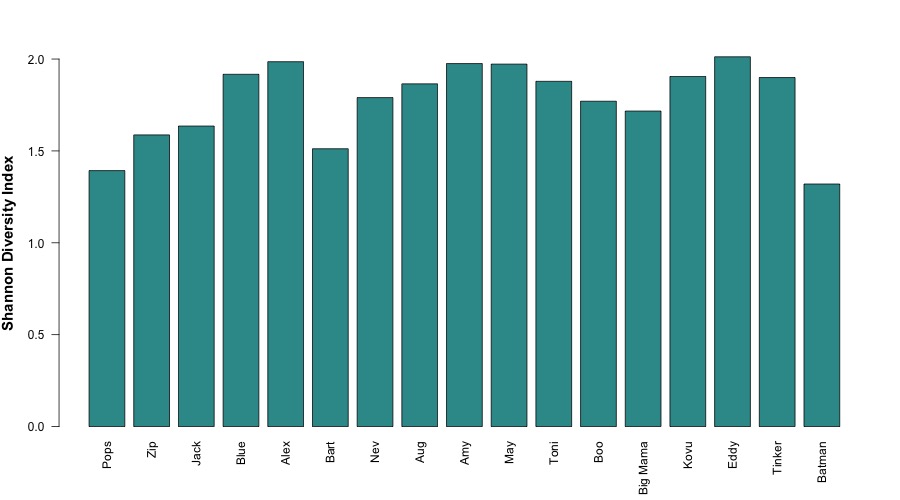 Shannon Diversity Index
2.0
1.5
1.0
0.5
0.0
Pops
Zip
Jack
Blue
Alex
Bart
Nev
Aug
Amy
May
Toni
Boo
Big Mama
Kovu
Eddy
Tinker
Batman